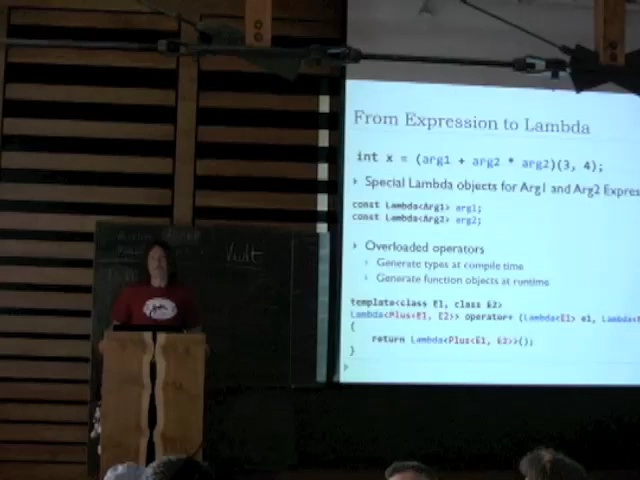 From Expression to Lambda
int x = (arg1 + arg2 * arg2)(3, 4);
Special Lambda objects for Arg1 and Arg2 Expres
const Lambda<Arg1> arg1;
const Lambda<Arg2> arg2;
Overloaded operators
Generate types at compile time
Generate function objects at runtime
template<class E1, class E2>
Lambda<Plus<E1, E2>> operator+ (Lambda<E1> e1, Lambda<
{
return Lambda<Plus<E1, E2>>();
}
Vault